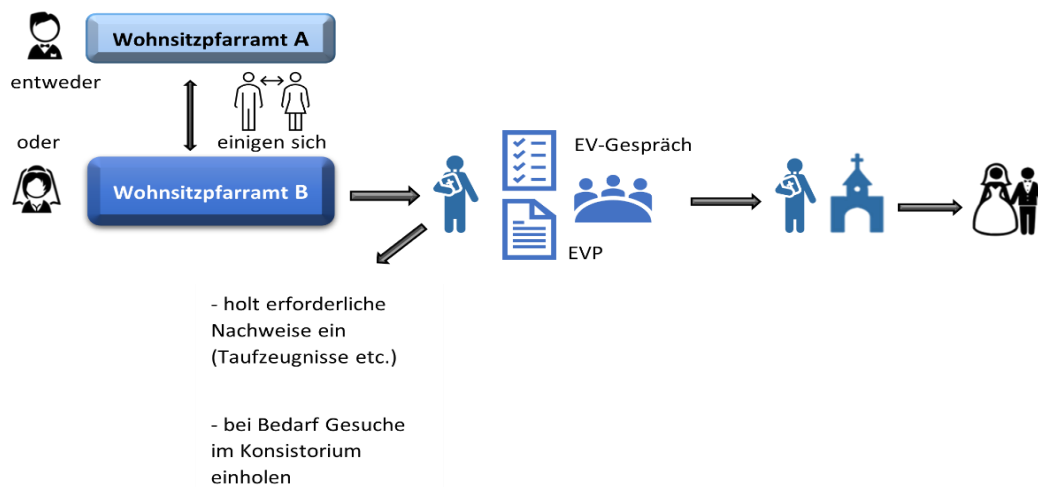 Wohnsitzpfarramt A
entweder
oder
einigen sich
Wohnsitzpfarramt B
EV-Gespräch
EVP
- holt erforderliche
Nachweise ein
(Taufzeugnisse etc.)
- bei Bedarf Gesuche
im Konsistorium
einholen